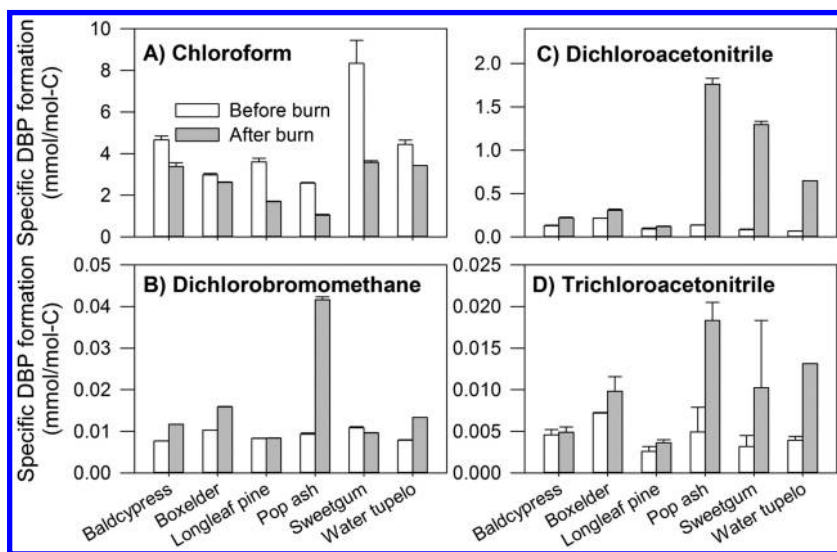 A) Chloroform
Before burn
After burn
Specific DBP formation
(mmol/mol-C)
10
8
6
4
2
0
C) Dichloroacetonitrile
2.0
1.5
1.0
0.5
0.0
B) Dichlorobromomethane
Specific DBP formation
(mmol/mol-C)
0.05
0.04
0.03
0.02
0.01
0.00
Baldcypress
Boxelder
Longleaf pine
Pop ash
Sweetgum
Water tupelo
D) Trichloroacetonitrile
0.025
0.020
0.015
0.010
0.005
0.000
Baldcypress
Boxelder
Longleaf pine
Pop ash
Sweetgum
Water tupelo